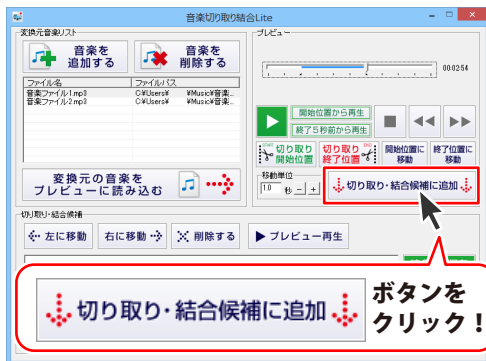 音楽切り取り結合Lite
変換元音楽リスト
音楽を
追加する
音楽を
削除する
ファイル名 ファイルパス
音楽ファイル1.mp3 C:¥Users¥ ¥Music¥音楽...
音楽ファイル2.mp3 C:¥Users¥ ¥Music¥音楽...
変換元の音楽を
プレビューに読み込む
プレビュー
00:02:54
開始位置から再生
終了5秒前から再生
START 切り取り
開始位置
切り取り END
終了位置
開始位置に
移動
終了位置に
移動
移動単位
1.0 秒 - +
切り取り・結合候補に追加
切り取り・結合候補
左に移動 右に移動 削除する プレビュー再生
切り取り・結合候補に追加
ボタンを
クリック！